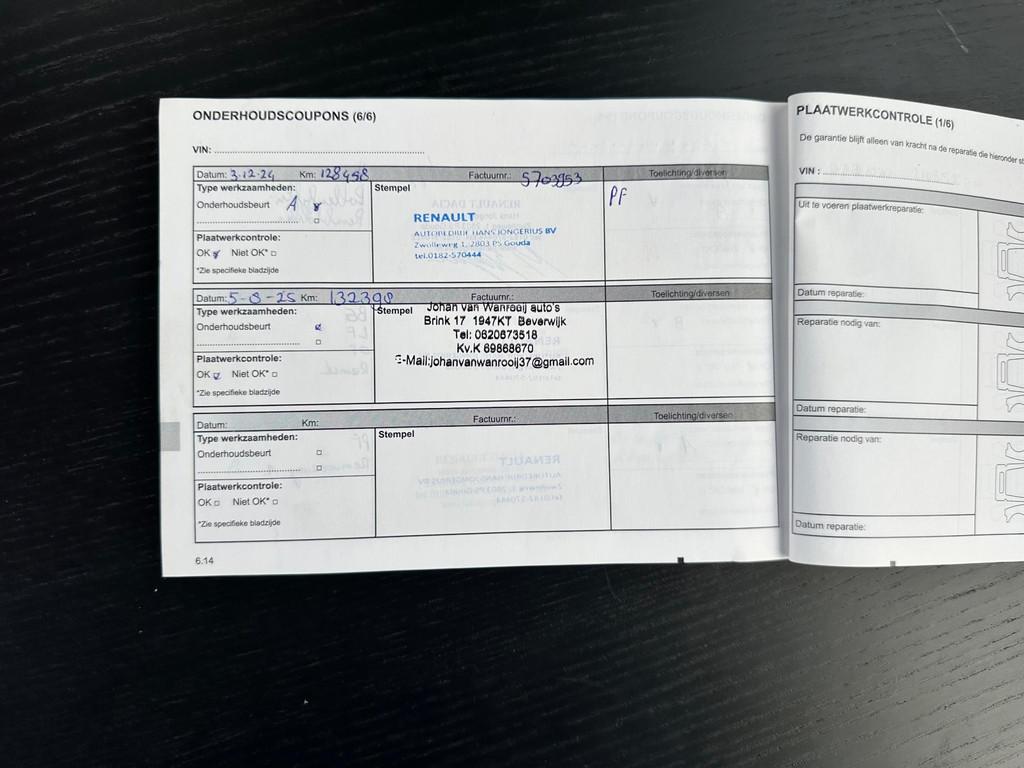 ONDERHOUDSCOUPONS (6/6)
VIN:
Datum: 3-12-24 Km: 128498 Factuurnr.: 5703953 Toelichting/diversen
Type werkzaamheden: Stempel PF
Onderhoudsbeurt A
RENAULT
AUTOBEDRIJF HANS JONGERIUS BV
Zwolleweg 1, 2803 PS Gouda
tel.0182-570444
Plaatwerkcontrole:
OK Niet OK*
*Zie specifieke bladzijde
Datum: 5-8-25 Km: 132398 Factuurnr.: Toelichting/diversen
Type werkzaamheden: Stempel
Onderhoudsbeurt
Johan van Wanrooij auto's
Brink 17 1947KT Beverwijk
Tel: 0620673518
Kv.K 69868670
E-Mail:johanvanwanrooij37@gmail.com
Plaatwerkcontrole:
OK Niet OK*
*Zie specifieke bladzijde
Datum: Km: Factuurnr.: Toelichting/diversen
Type werkzaamheden: Stempel
Onderhoudsbeurt
Plaatwerkcontrole:
OK Niet OK*
*Zie specifieke bladzijde
6.14
PLAATWERKCONTROLE (1/6)
De garantie blijft alleen van kracht na de reparatie die hieronder
VIN :
Uit te voeren plaatwerkreparatie:
Datum reparatie:
Reparatie nodig van:
Datum reparatie:
Reparatie nodig van:
Datum reparatie: